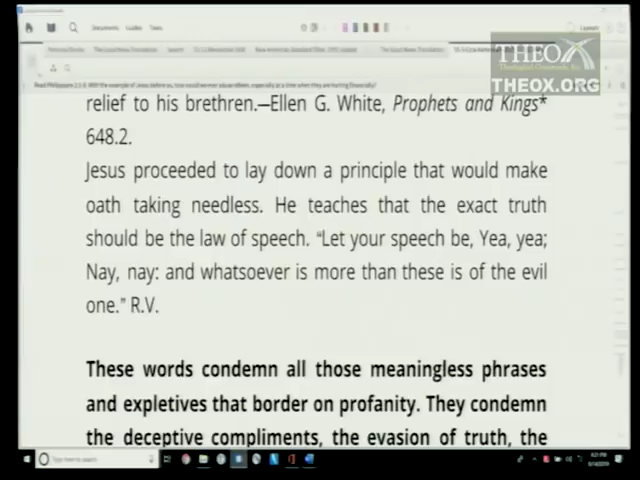 Documents Guides
THEOX
THEOX.ORG
relief to his brethren.—Ellen G. White, Prophets and Kings*
648.2.
Jesus proceeded to lay down a principle that would make
oath taking needless. He teaches that the exact truth
should be the law of speech. “Let your speech be, Yea, yea;
Nay, nay: and whatsoever is more than these is of the evil
one.” R.V.
These words condemn all those meaningless phrases
and expletives that border on profanity. They condemn
the deceptive compliments, the evasion of truth, the